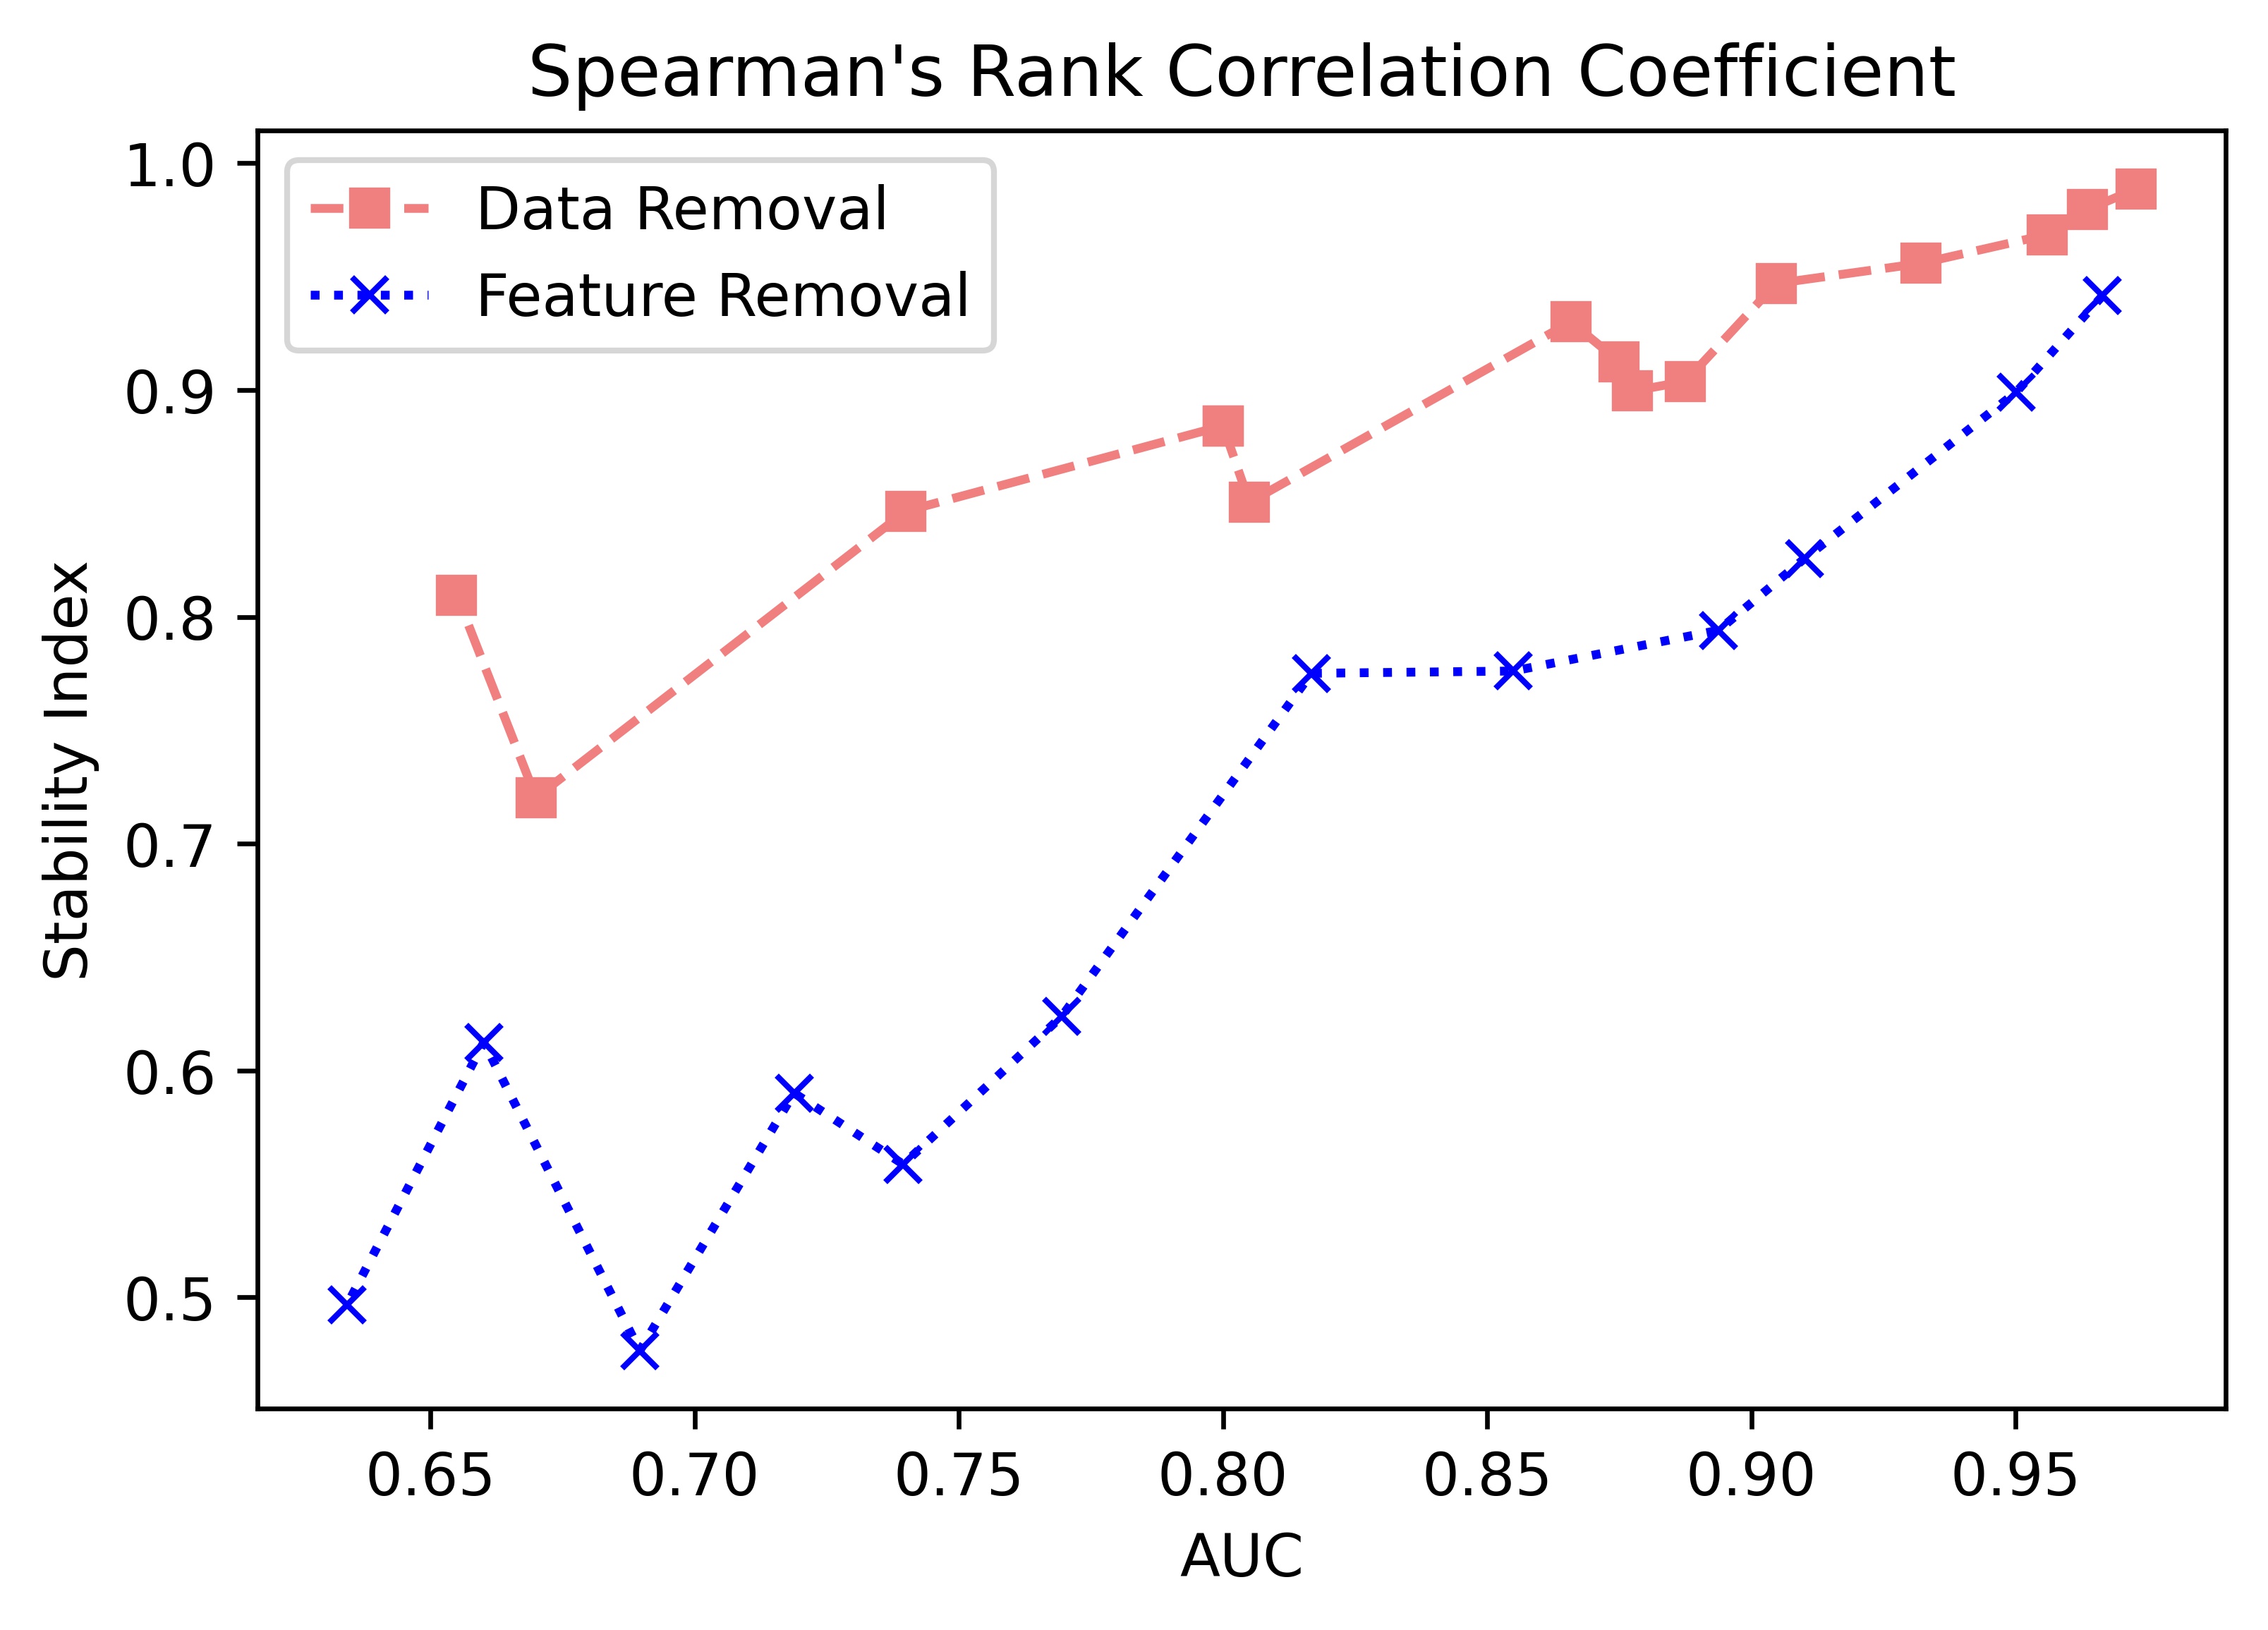 Spearman's Rank Correlation Coefficient
Data Removal
Feature Removal
Stability Index
1.0
0.9
0.8
0.7
0.6
0.5
0.65 0.70 0.75 0.80 0.85 0.90 0.95
AUC